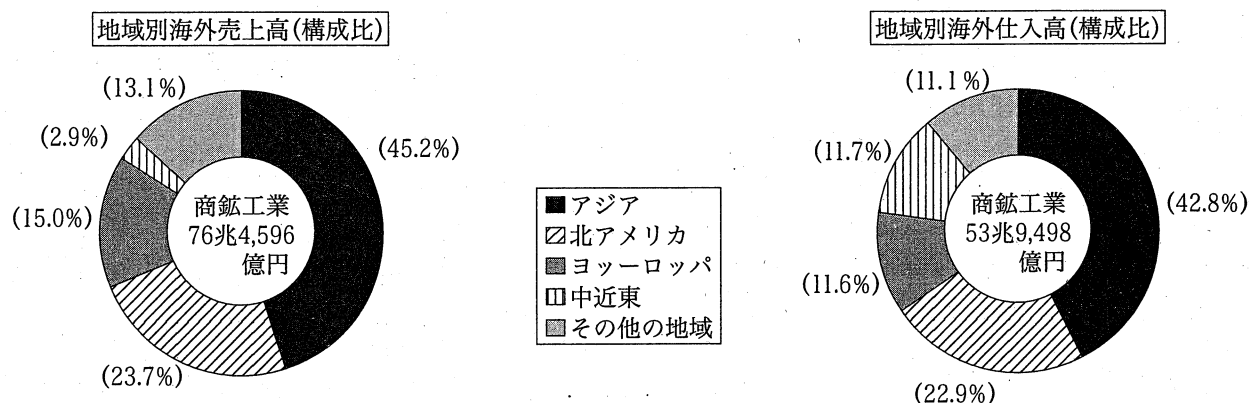 地域別海外売上高(構成比)
(13.1%)
(2.9%)
(45.2%)
(15.0%)
商鉱工業
76兆4,596
億円
(23.7%)
アジア
北アメリカ
ヨッーロッパ
中近東
その他の地域
地域別海外仕入高(構成比)
(11.1%)
(11.7%)
(42.8%)
商鉱工業
53兆9,498
億円
(11.6%)
(22.9%)